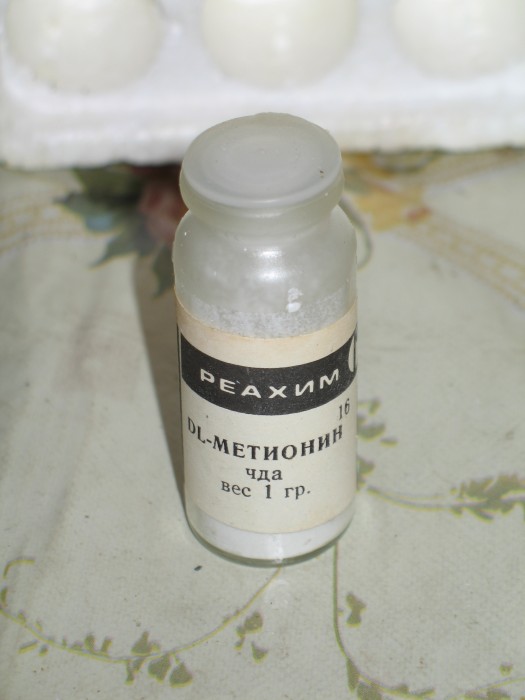 РЕАХИМ
16
DL-МЕТИОНИН
чда
вес 1 гр.